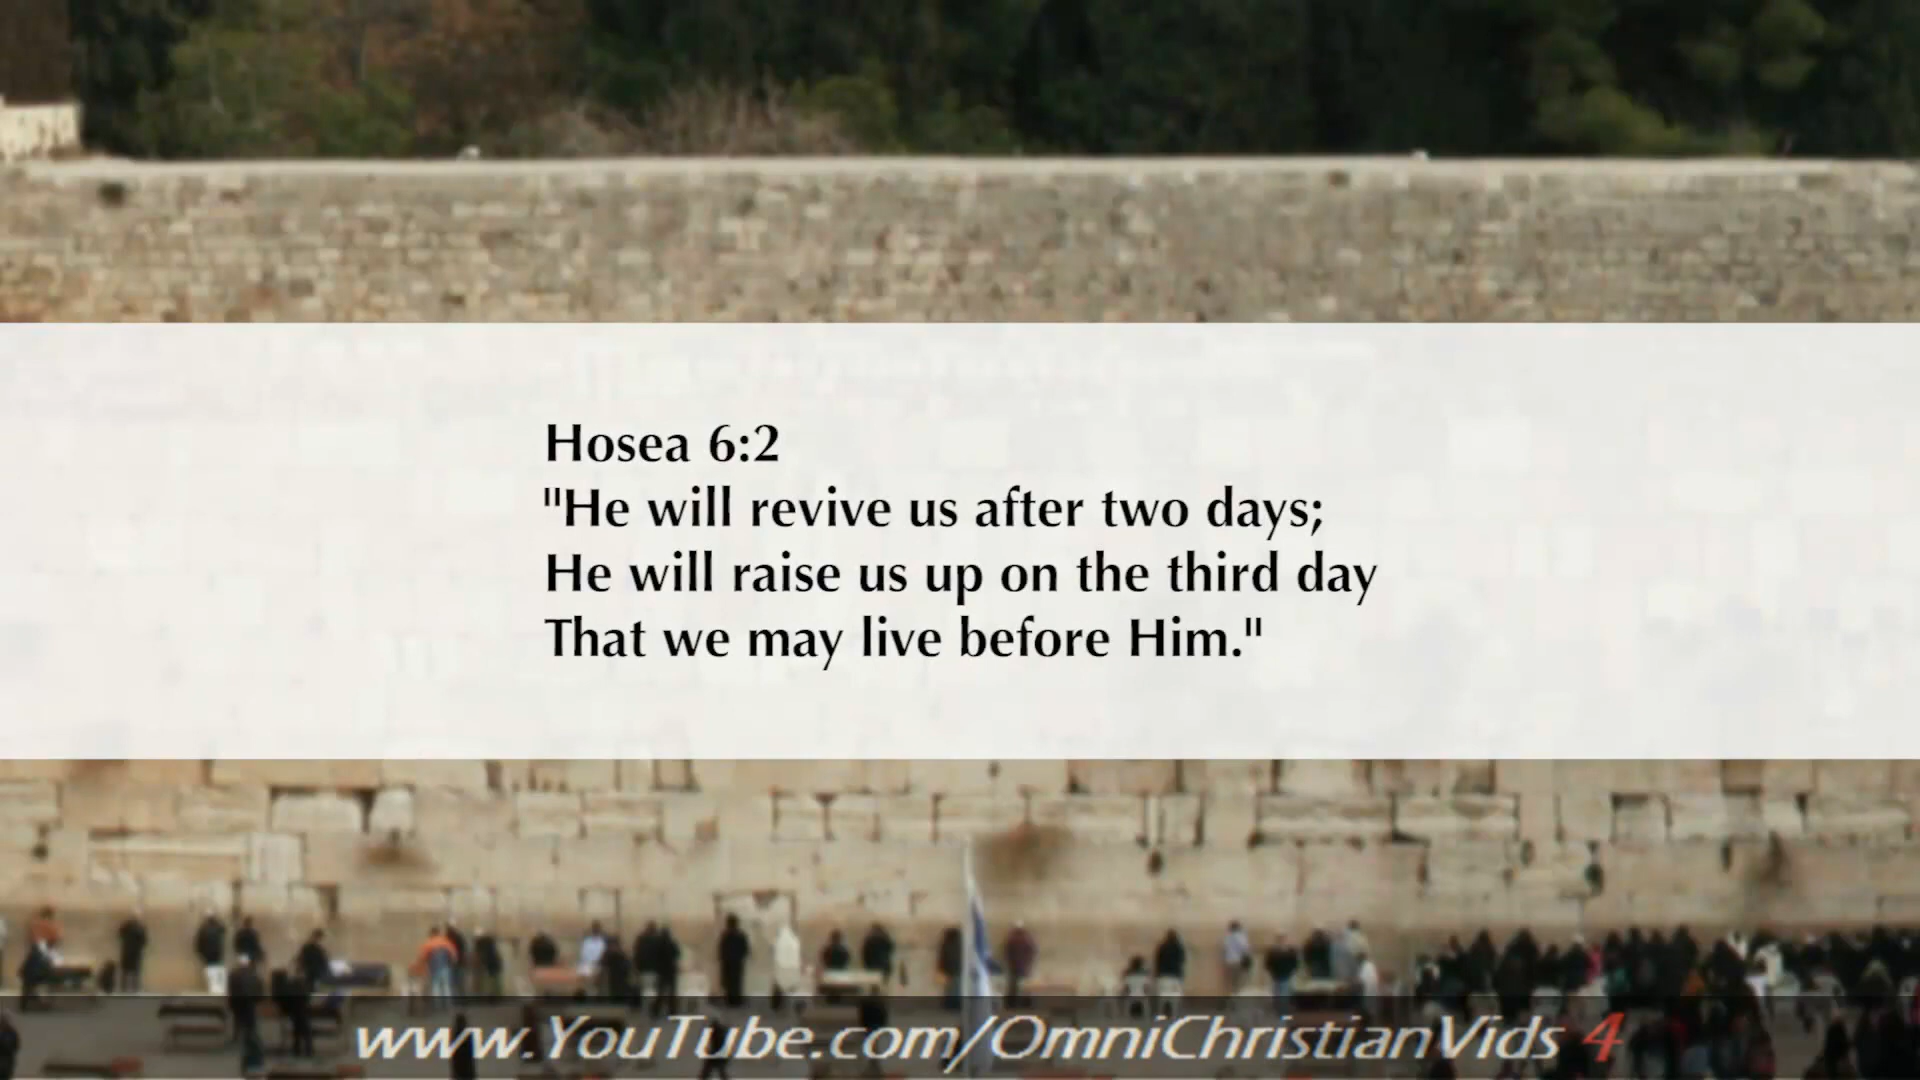 Hosea 6:2
"He will revive us after two days;
He will raise us up on the third day
That we may live before Him."
www.YouTube.com/OmniChristianVids 4